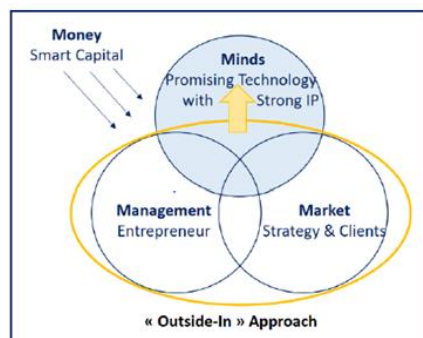 Money
Smart Capital
Minds
Promising Technology
with Strong IP
Management
Entrepreneur
Market
Strategy & Clients
« Outside-In » Approach